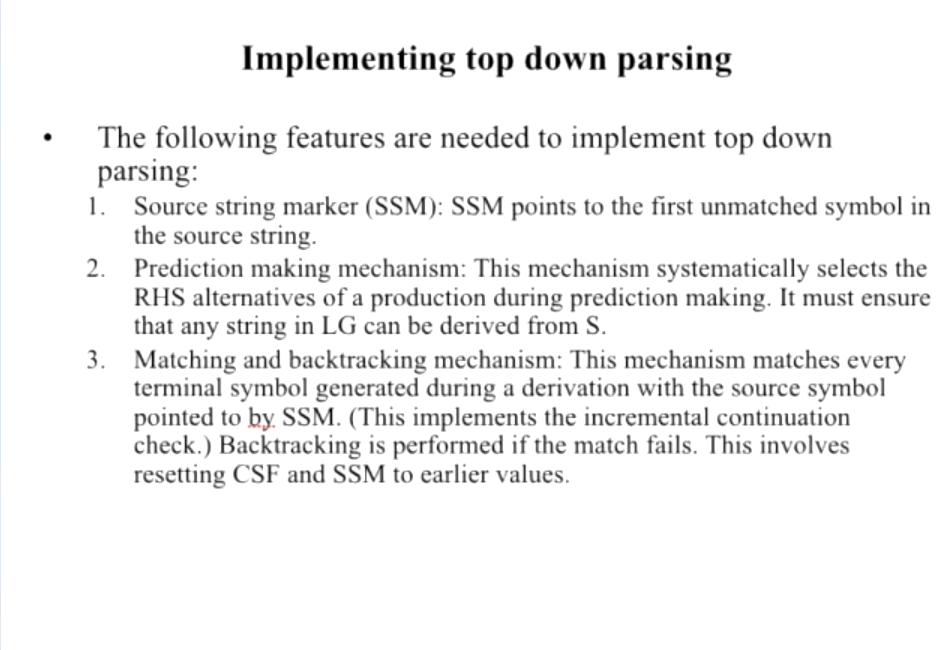 Implementing top down parsing
• The following features are needed to implement top down
parsing:
1. Source string marker (SSM): SSM points to the first unmatched symbol in
the source string.
2. Prediction making mechanism: This mechanism systematically selects the
RHS alternatives of a production during prediction making. It must ensure
that any string in LG can be derived from S.
3. Matching and backtracking mechanism: This mechanism matches every
terminal symbol generated during a derivation with the source symbol
pointed to by SSM. (This implements the incremental continuation
check.) Backtracking is performed if the match fails. This involves
resetting CSF and SSM to earlier values.